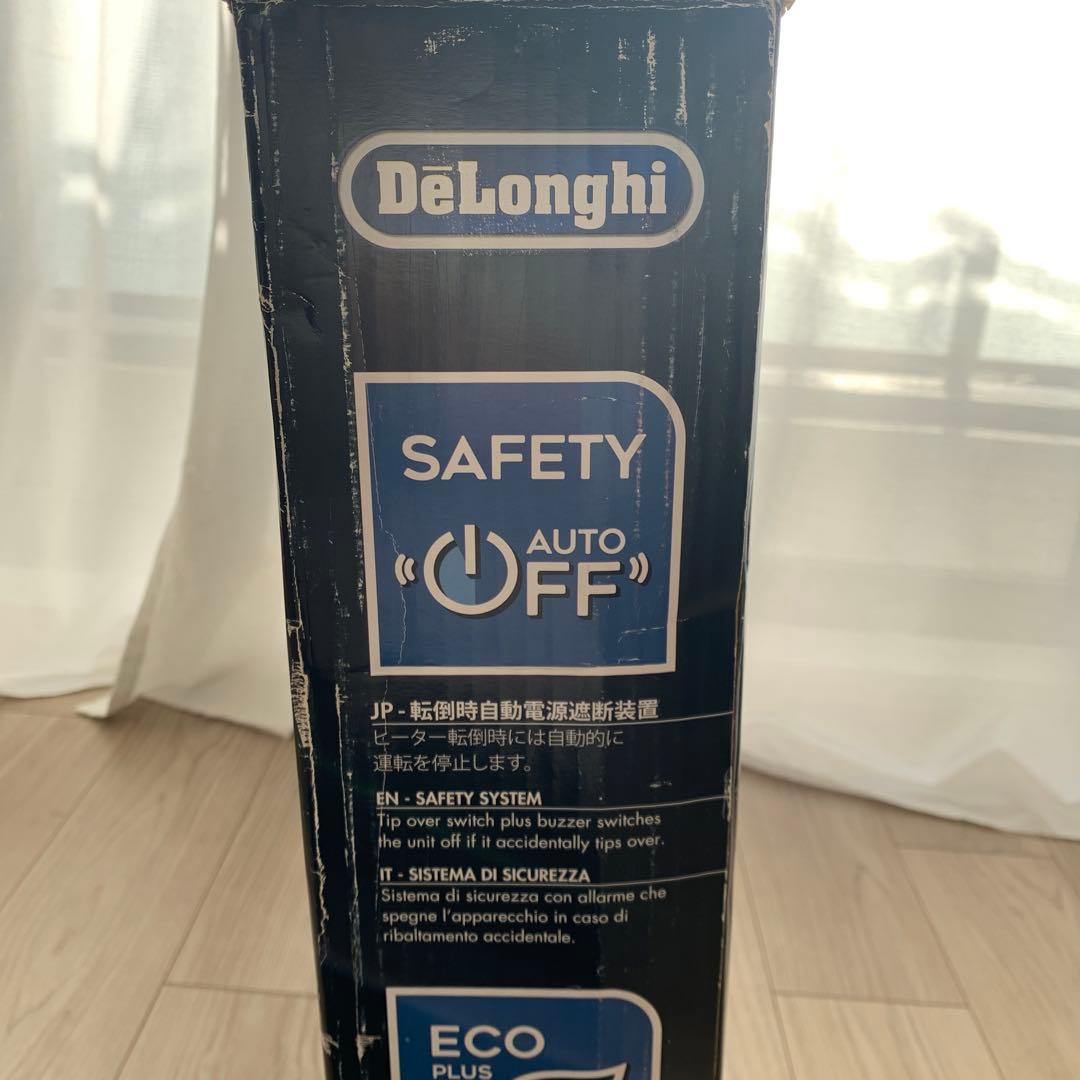 DēLonghi
SAFETY
AUTO
OFF
JP - 転倒時自動電源遮断装置
ヒーター転倒時には自動的に
運転を停止します。
EN - SAFETY SYSTEM
Tip over switch plus buzzer switches
the unit off if it accidentally tips over.
IT - SISTEMA DI SICUREZZA
Sistema di sicurezza con allarme che
spegne l'apparecchio in caso di
ribaltamento accidentale.
ECO
PLUS